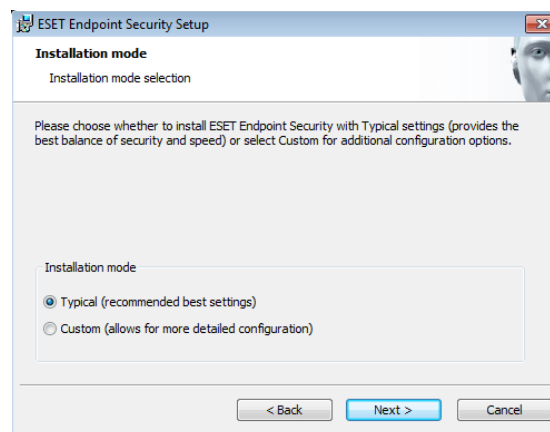 ESET Endpoint Security Setup
Installation mode
Installation mode selection
Please choose whether to install ESET Endpoint Security with Typical settings (provides the
best balance of security and speed) or select Custom for additional configuration options.
Installation mode
Typical (recommended best settings)
Custom (allows for more detailed configuration)
< Back Next > Cancel